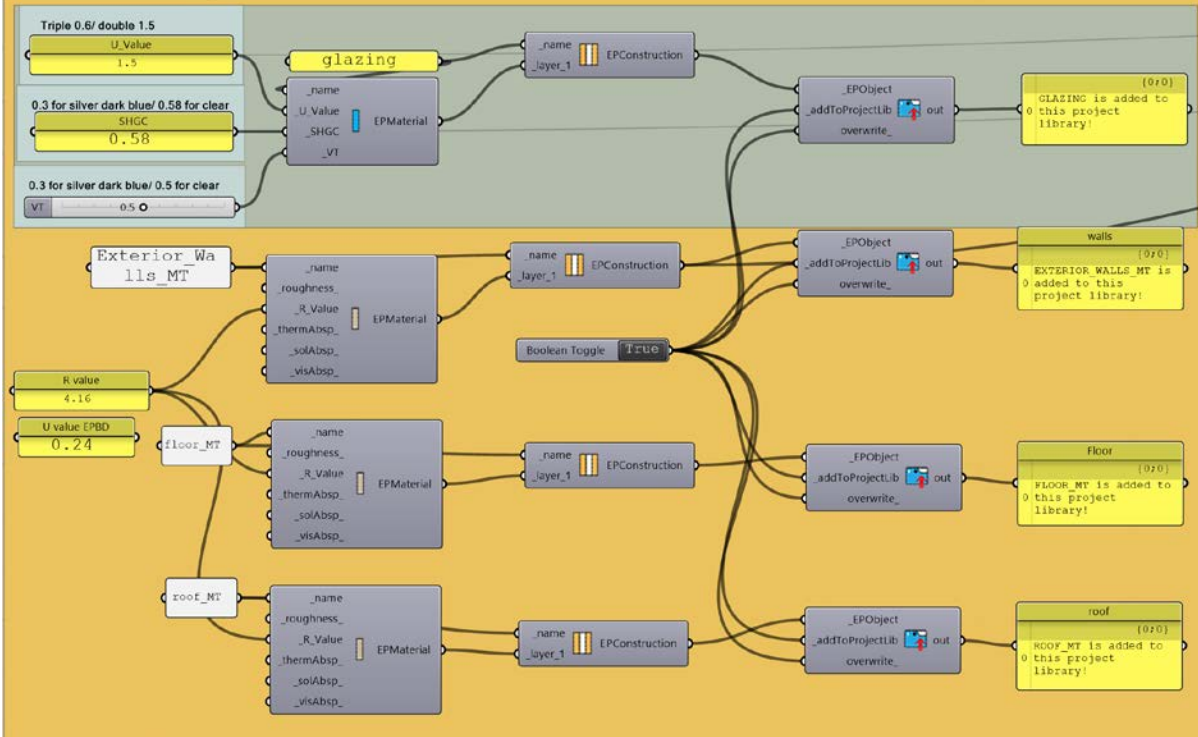 Triple 0.6/ double 1.5
U_Value
1.5
0.3 for silver dark blue/ 0.58 for clear
SHGC
0.58
0.3 for silver dark blue/ 0.5 for clear
VT 0.5
glazing
_name
_U_Value
_SHGC
_VT
EPMaterial
_name
_layer_1
EPConstruction
_EPObject
_addToProjectLib
overwrite_
out
{0;0}
0 GLAZING is added to
this project
library!
Exterior_Wa
lls_MT
_name
_roughness_
_R_Value
_thermAbsp_
_solAbsp_
_visAbsp_
EPMaterial
_name
_layer_1
EPConstruction
_EPObject
_addToProjectLib
overwrite_
out
walls
{0;0}
0 EXTERIOR_WALLS_MT is
added to this
project library!
Boolean Toggle True
R value
4.16
U value EPBD
0.24
floor_MT
_name
_roughness_
_R_Value
_thermAbsp_
_solAbsp_
_visAbsp_
EPMaterial
_name
_layer_1
EPConstruction
_EPObject
_addToProjectLib
overwrite_
out
Floor
{0;0}
0 FLOOR_MT is added to
this project
library!
roof_MT
_name
_roughness_
_R_Value
_thermAbsp_
_solAbsp_
_visAbsp_
EPMaterial
_name
_layer_1
EPConstruction
_EPObject
_addToProjectLib
overwrite_
out
roof
{0;0}
0 ROOF_MT is added to
this project
library!